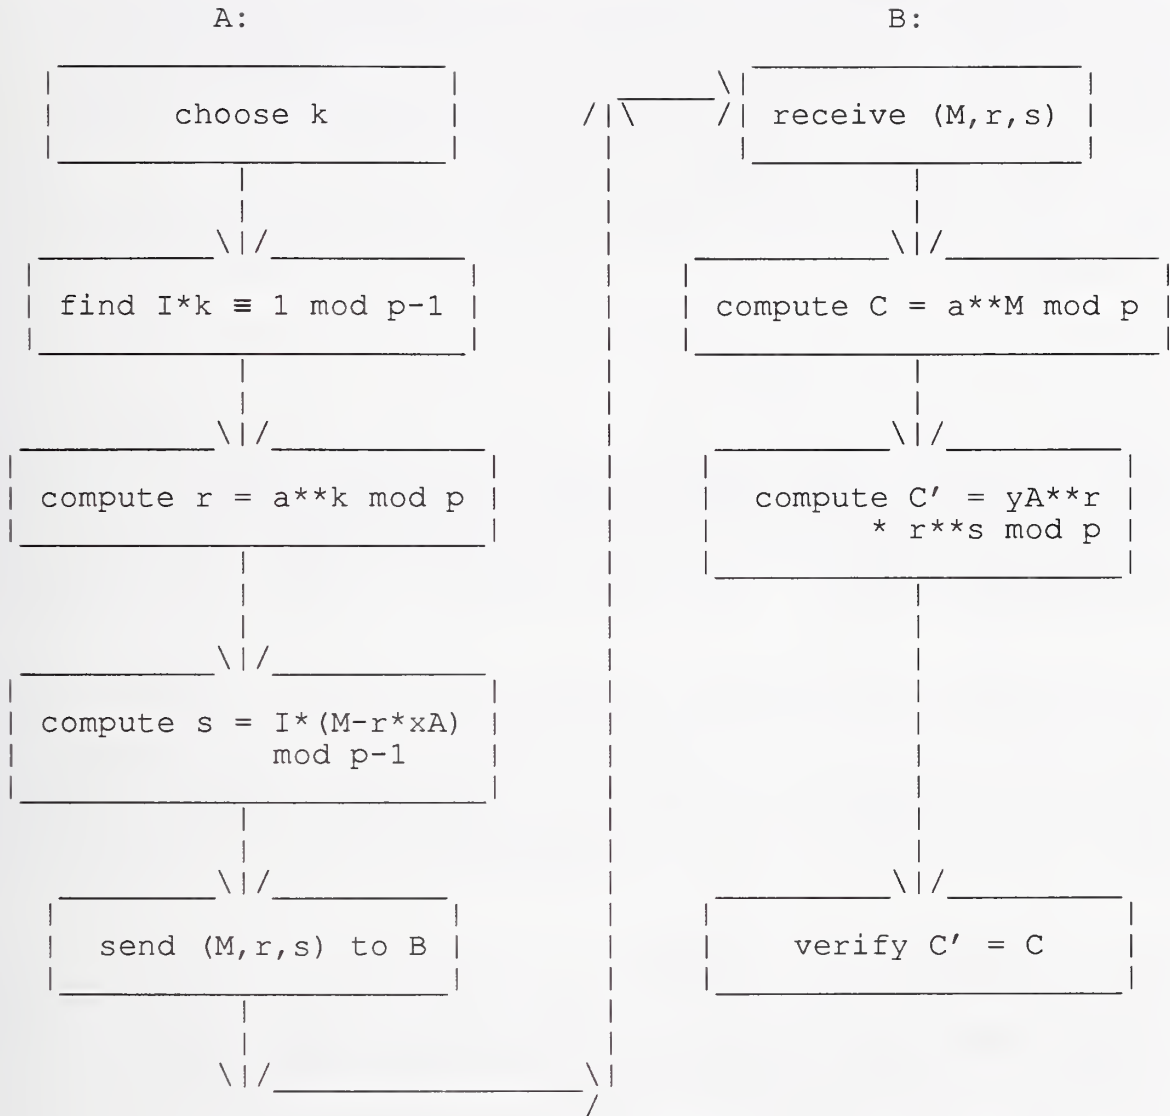 A:
choose k
find I*k ≡ 1 mod p-1
compute r = a**k mod p
compute s = I*(M-r*xA)
mod p-1
send (M,r,s) to B
B:
receive (M,r,s)
compute C = a**M mod p
compute C′ = yA**r
* r**s mod p
verify C′ = C